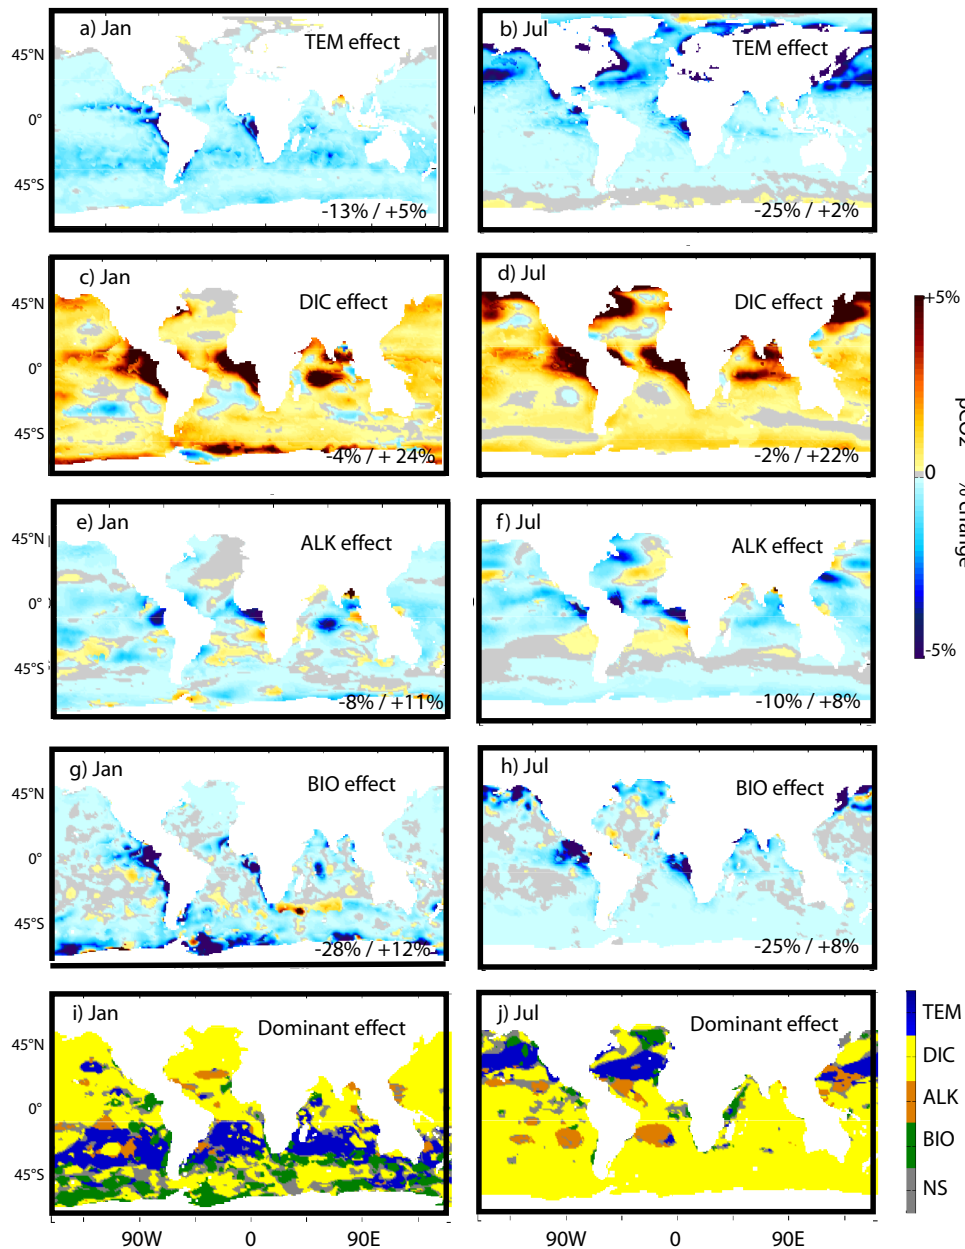 a) Jan
TEM effect
-13% / +5%
b) Jul
TEM effect
-25% / +2%
45°N
0°
45°S
c) Jan
DIC effect
-4% / + 24%
d) Jul
DIC effect
-2% / +22%
45°N
0°
45°S
+5%
0
-5%
pCO2 % change
e) Jan
ALK effect
-8% / +11%
f) Jul
ALK effect
-10% / +8%
45°N
0°
45°S
g) Jan
BIO effect
-28% / +12%
h) Jul
BIO effect
-25% / +8%
45°N
0°
45°S
i) Jan
Dominant effect
j) Jul
Dominant effect
45°N
0°
45°S
TEM
DIC
ALK
BIO
NS
90W
0
90E
90W
0
90E